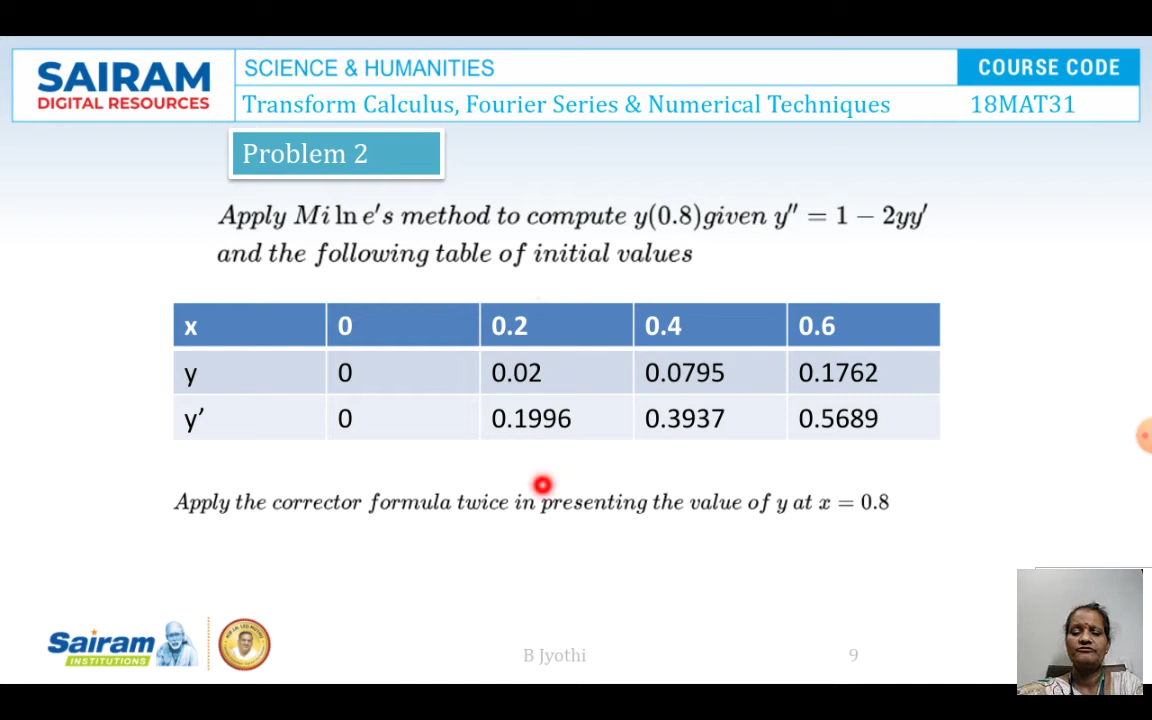 SAIRAM
DIGITAL RESOURCES
SCIENCE & HUMANITIES
COURSE CODE
Transform Calculus, Fourier Series & Numerical Techniques
18MAT31
Problem 2
Apply Mi ln e's method to compute y(0.8)given y″ = 1 − 2yy′
and the following table of initial values
x 0 0.2 0.4 0.6
y 0 0.02 0.0795 0.1762
y’ 0 0.1996 0.3937 0.5689
Apply the corrector formula twice in presenting the value of y at x = 0.8
Sairam
INSTITUTIONS
B Jyothi
9